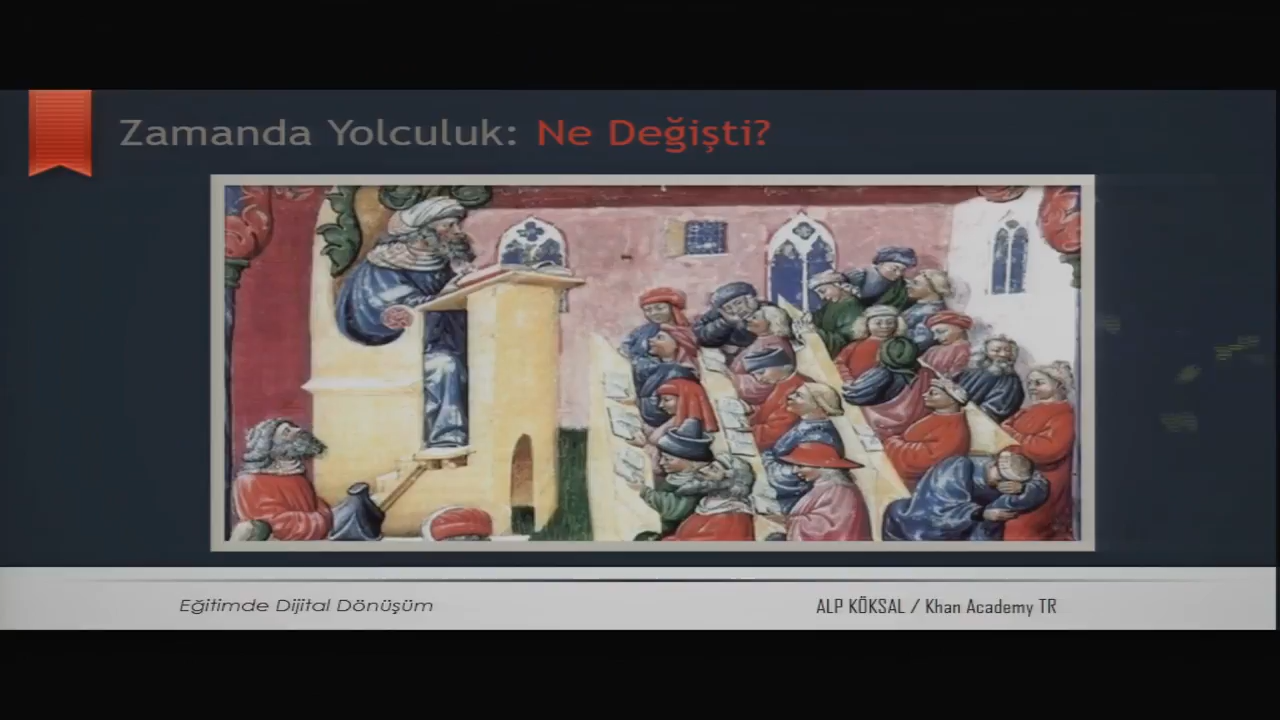 Zamanda Yolculuk: Ne Değişti?
Eğitimde Dijital Dönüşüm
ALP KÖKSAL / Khan Academy TR